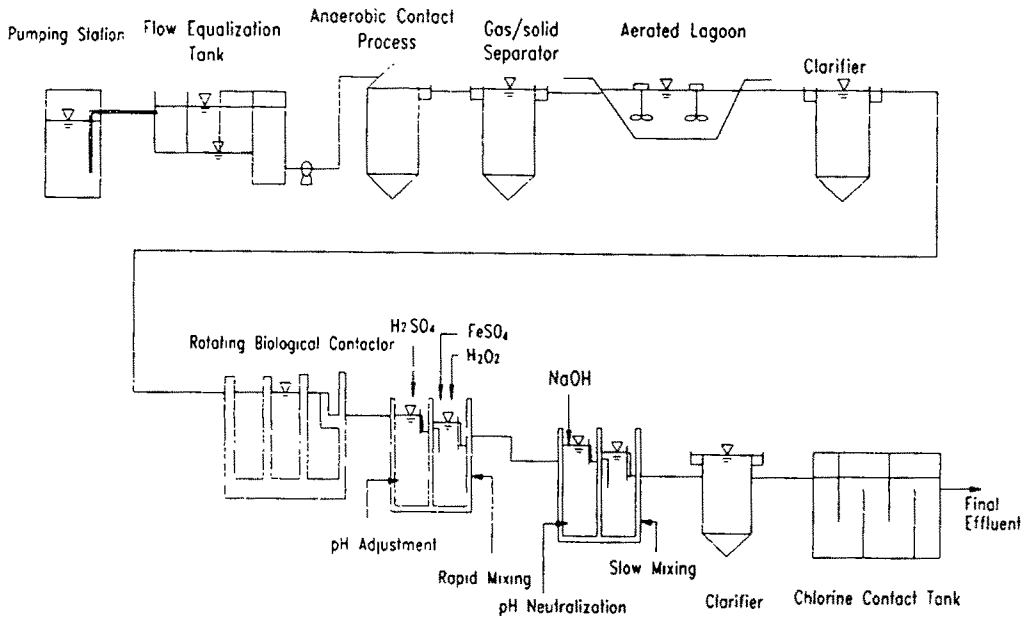 Pumping Station
Flow Equalization
Tank
Anaerobic Contact
Process
Gas/solid
Separator
Aerated Lagoon
Clarifier
Rotating Biological Contactor
H2SO4
FeSO4
H2O2
NaOH
pH Adjustment
Rapid Mixing
pH Neutralization
Slow Mixing
Clarifier
Chlorine Contact Tank
Final
Effluent